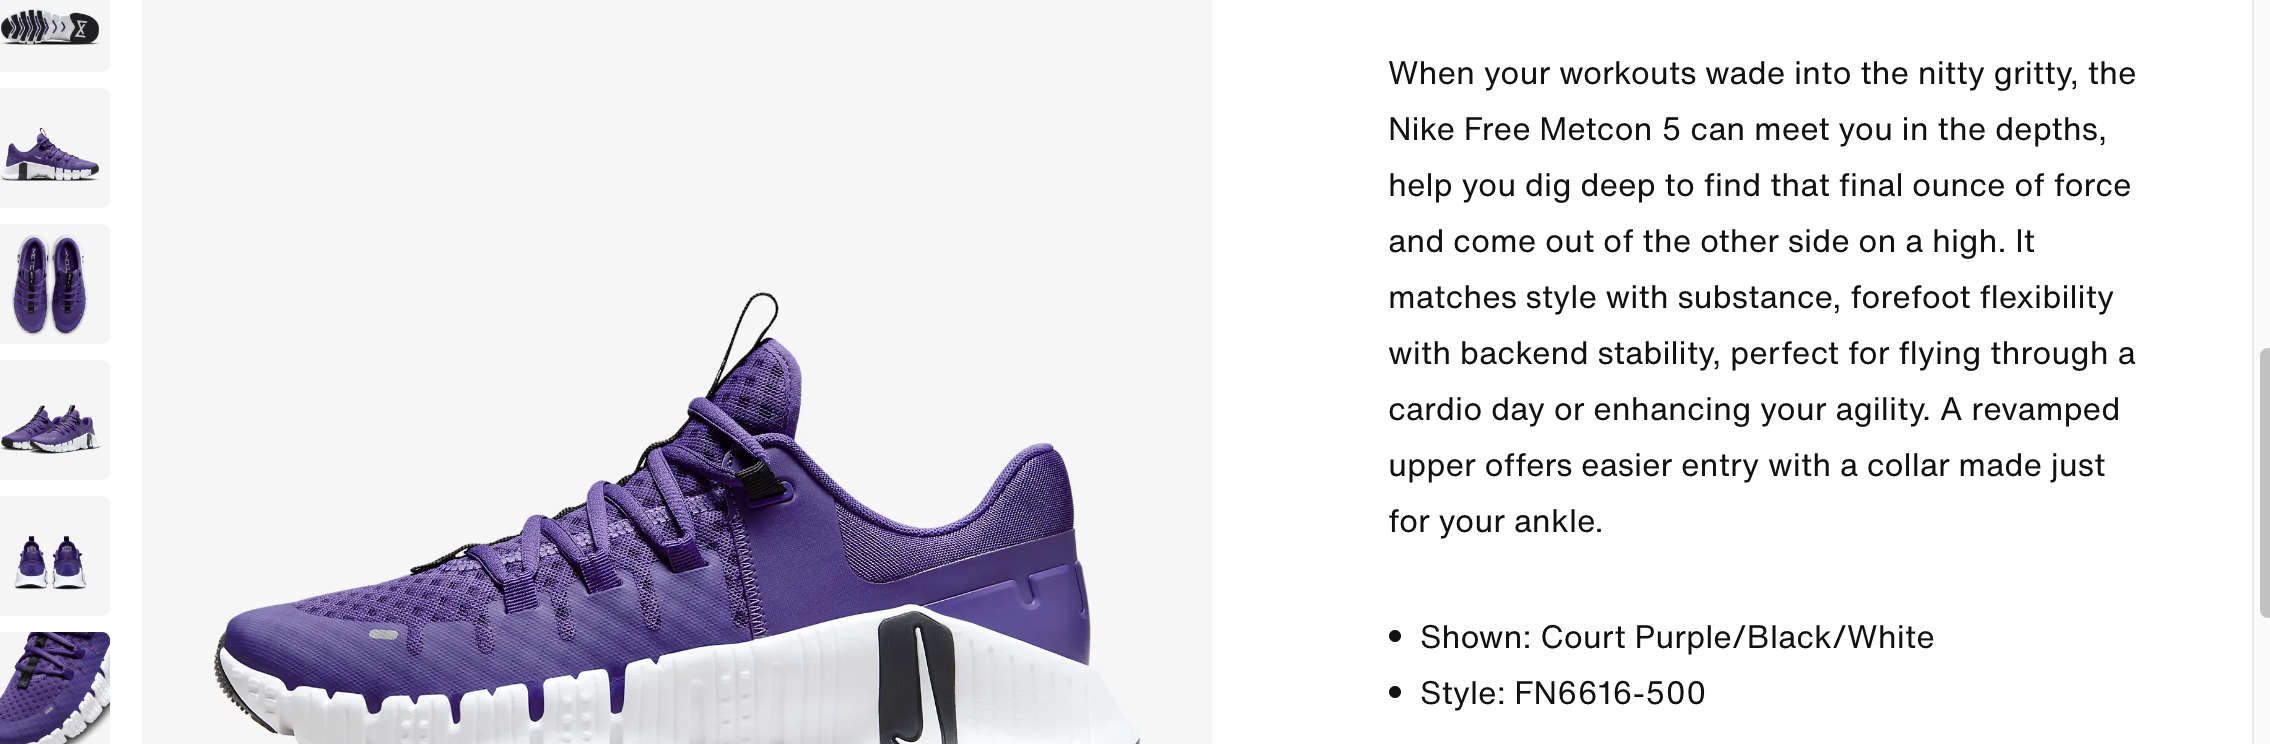 When your workouts wade into the nitty gritty, the
Nike Free Metcon 5 can meet you in the depths,
help you dig deep to find that final ounce of force
and come out of the other side on a high. It
matches style with substance, forefoot flexibility
with backend stability, perfect for flying through a
cardio day or enhancing your agility. A revamped
upper offers easier entry with a collar made just
for your ankle.
• Shown: Court Purple/Black/White
• Style: FN6616-500